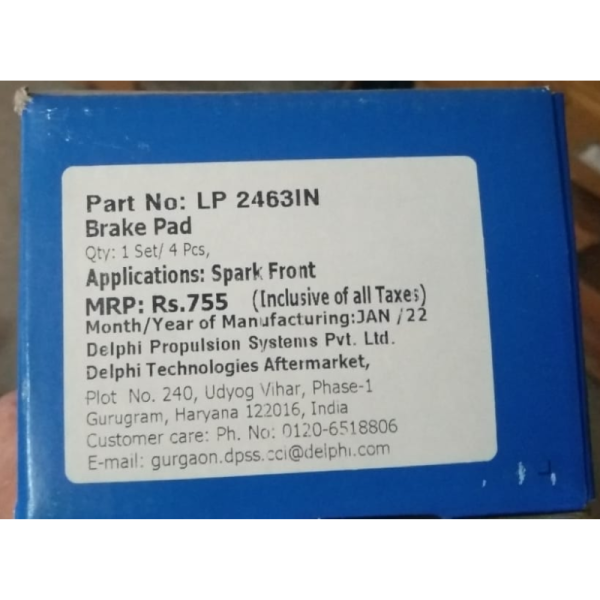 Part No: LP 2463IN
Brake Pad
Qty: 1 Set/ 4 Pcs,
Applications: Spark Front
MRP: Rs.755 (Inclusive of all Taxes)
Month/Year of Manufacturing:JAN /22
Delphi Propulsion Systems Pvt. Ltd.
Delphi Technologies Aftermarket,
Plot No. 240, Udyog Vihar, Phase-1
Gurugram, Haryana 122016, India
Customer care: Ph. No: 0120-6518806
E-mail: gurgaon.dpss.cci@delphi.com